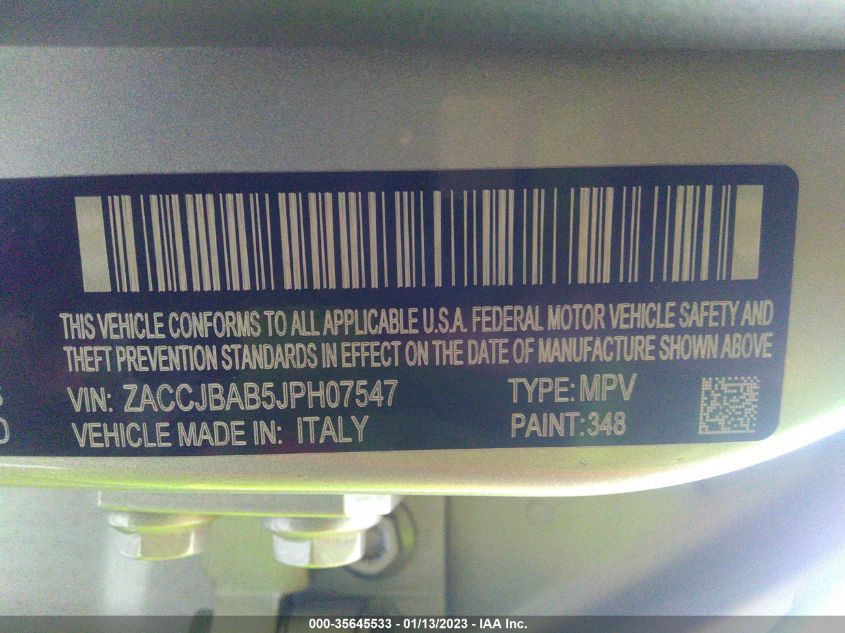 THIS VEHICLE CONFORMS TO ALL APPLICABLE U.S.A. FEDERAL MOTOR VEHICLE SAFETY AND
THEFT PREVENTION STANDARDS IN EFFECT ON THE DATE OF MANUFACTURE SHOWN ABOVE
VIN: ZACCJBAB5JPH07547 TYPE: MPV
VEHICLE MADE IN: ITALY PAINT: 348
000-35645533 - 01/13/2023 - IAA Inc.